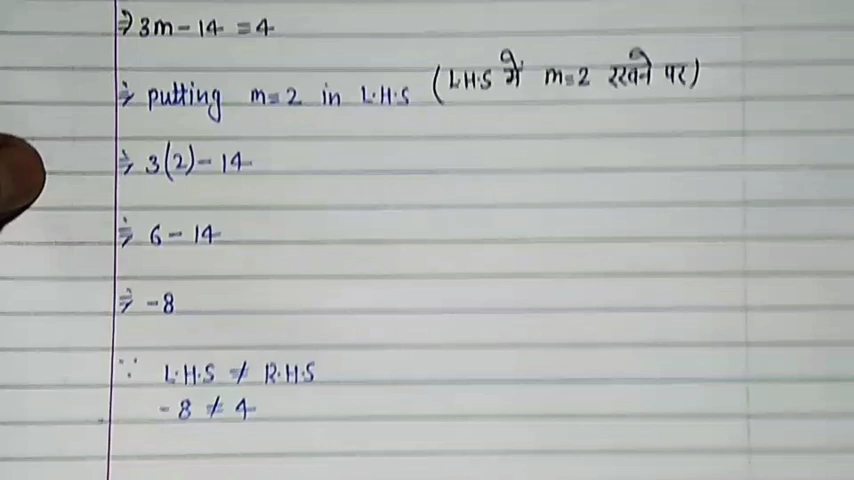 ⇒ 3m - 14 = 4
⇒ putting m=2 in L.H.S (L.H.S में m=2 रखने पर)
⇒ 3(2) - 14
⇒ 6 - 14
⇒ -8
∵ L.H.S ≠ R.H.S
-8 ≠ 4